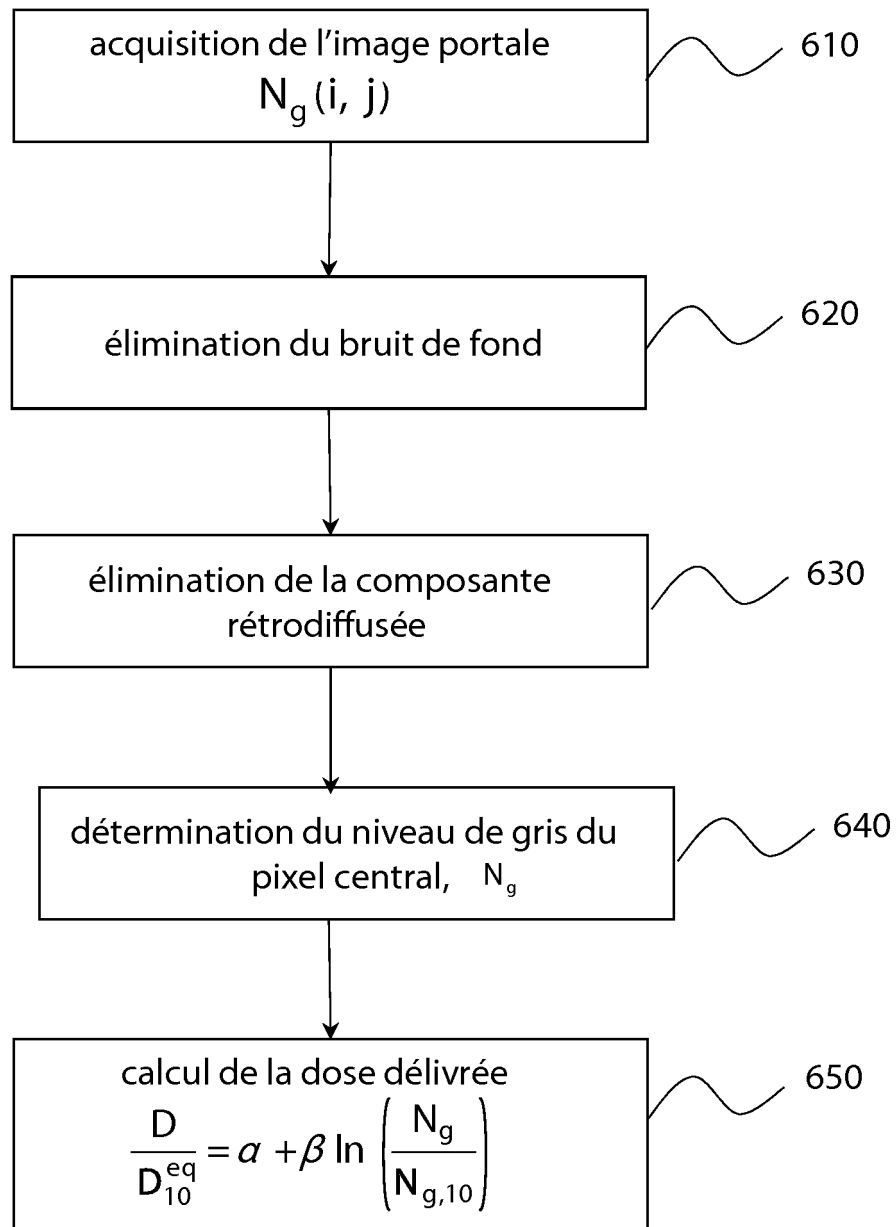 acquisition de l'image portale
N_g (i, j)
610
élimination du bruit de fond
620
élimination de la composante
rétrodiffusée
630
détermination du niveau de gris du
pixel central, N_g
640
calcul de la dose délivrée
D/D_10^eq = α + β ln (N_g/N_g,10)
650